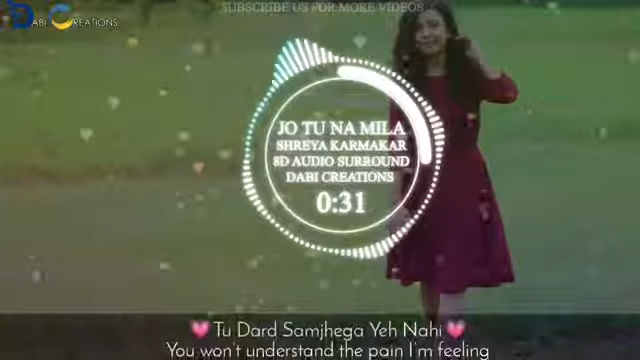 SUBSCRIBE US FOR MORE VIDEOS
DABI CREATIONS
JO TU NA MILA
SHREYA KARMAKAR
8D AUDIO SURROUND
DABI CREATIONS
0:31
Tu Dard Samjhega Yeh Nahi
You won't understand the pain I'm feeling